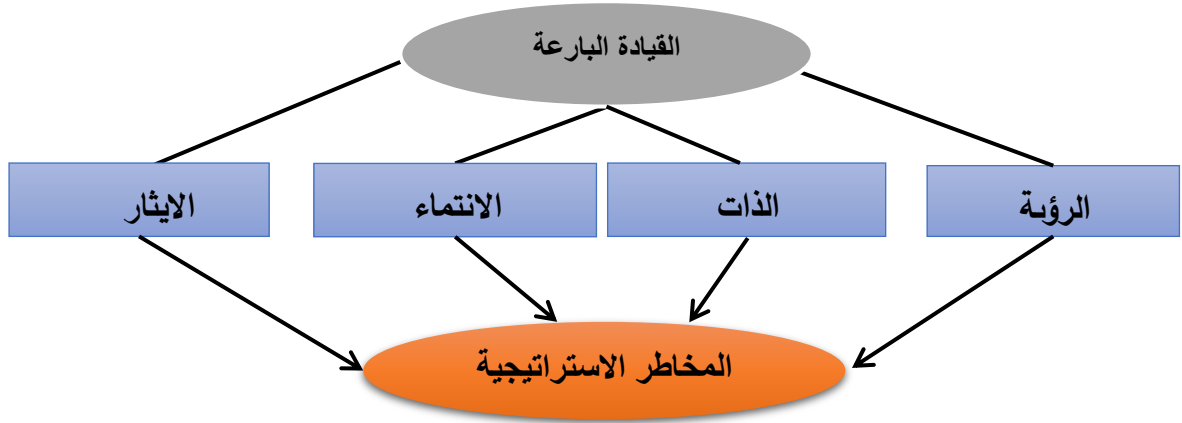 القيادة البارعة
الرؤية
الذات
الانتماء
الايثار
المخاطر الاستراتيجية